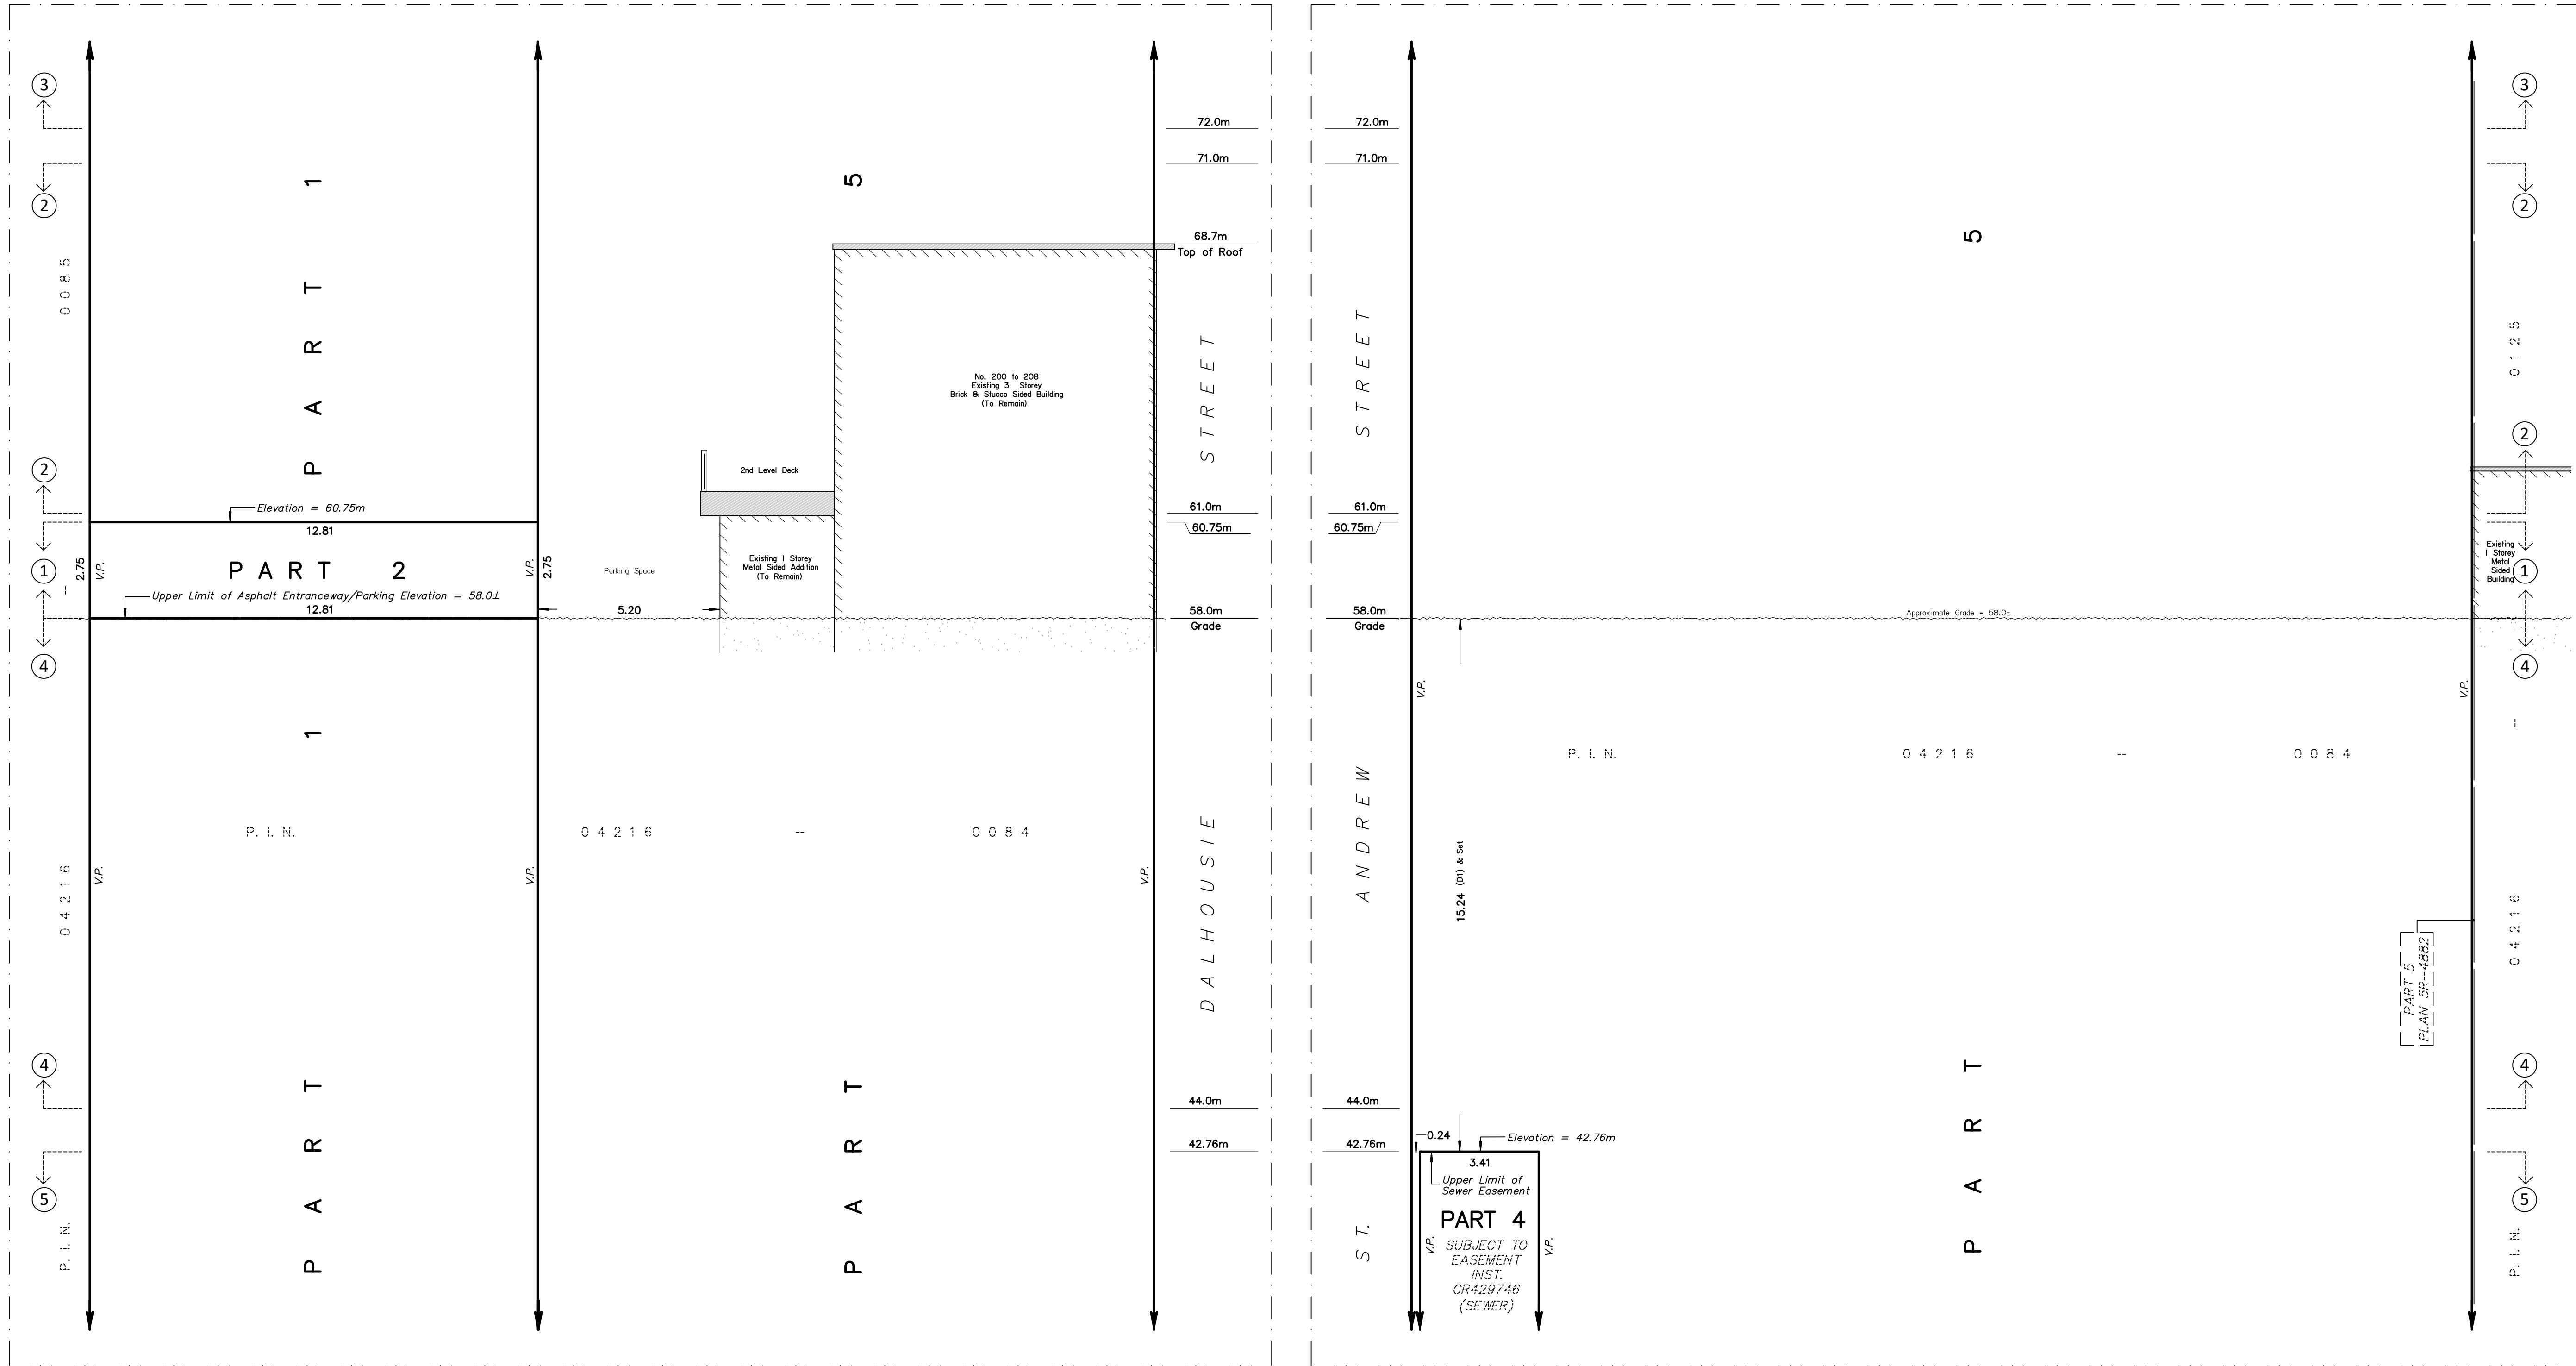 3
2
0085
PART 1
2
Elevation = 60.75m
12.81
1
2.75
V.P.
PART 2
V.P.
2.75
Upper Limit of Asphalt Entranceway/Parking Elevation = 58.0±
12.81
4
--
PART 1
P.I.N. 04216 -- 0084
04216
V.P.
V.P.
V.P.
4
5
P.I.N.
PART 5
72.0m
71.0m
68.7m
Top of Roof
No. 200 to 208
Existing 3 Storey
Brick & Stucco Sided Building
(To Remain)
2nd Level Deck
Existing 1 Storey
Metal Sided Addition
(To Remain)
Parking Space
5.20
61.0m
60.75m
58.0m
Grade
DALHOUSIE STREET
44.0m
42.76m
72.0m
71.0m
61.0m
60.75m
58.0m
Grade
ST. ANDREW STREET
44.0m
42.76m
PART 5
Approximate Grade = 58.0±
V.P.
V.P.
P.I.N. 04216 -- 0084
15.24 (D1) & Set
0.24
Elevation = 42.76m
3.41
Upper Limit of
Sewer Easement
PART 4
SUBJECT TO
EASEMENT
INST.
CR429746
(SEWER)
V.P.
V.P.
PART 5
PLAN 5R-4882
3
2
0125
2
Existing
1 Storey
Metal
Sided
Building
1
4
--
04216
4
5
P.I.N.